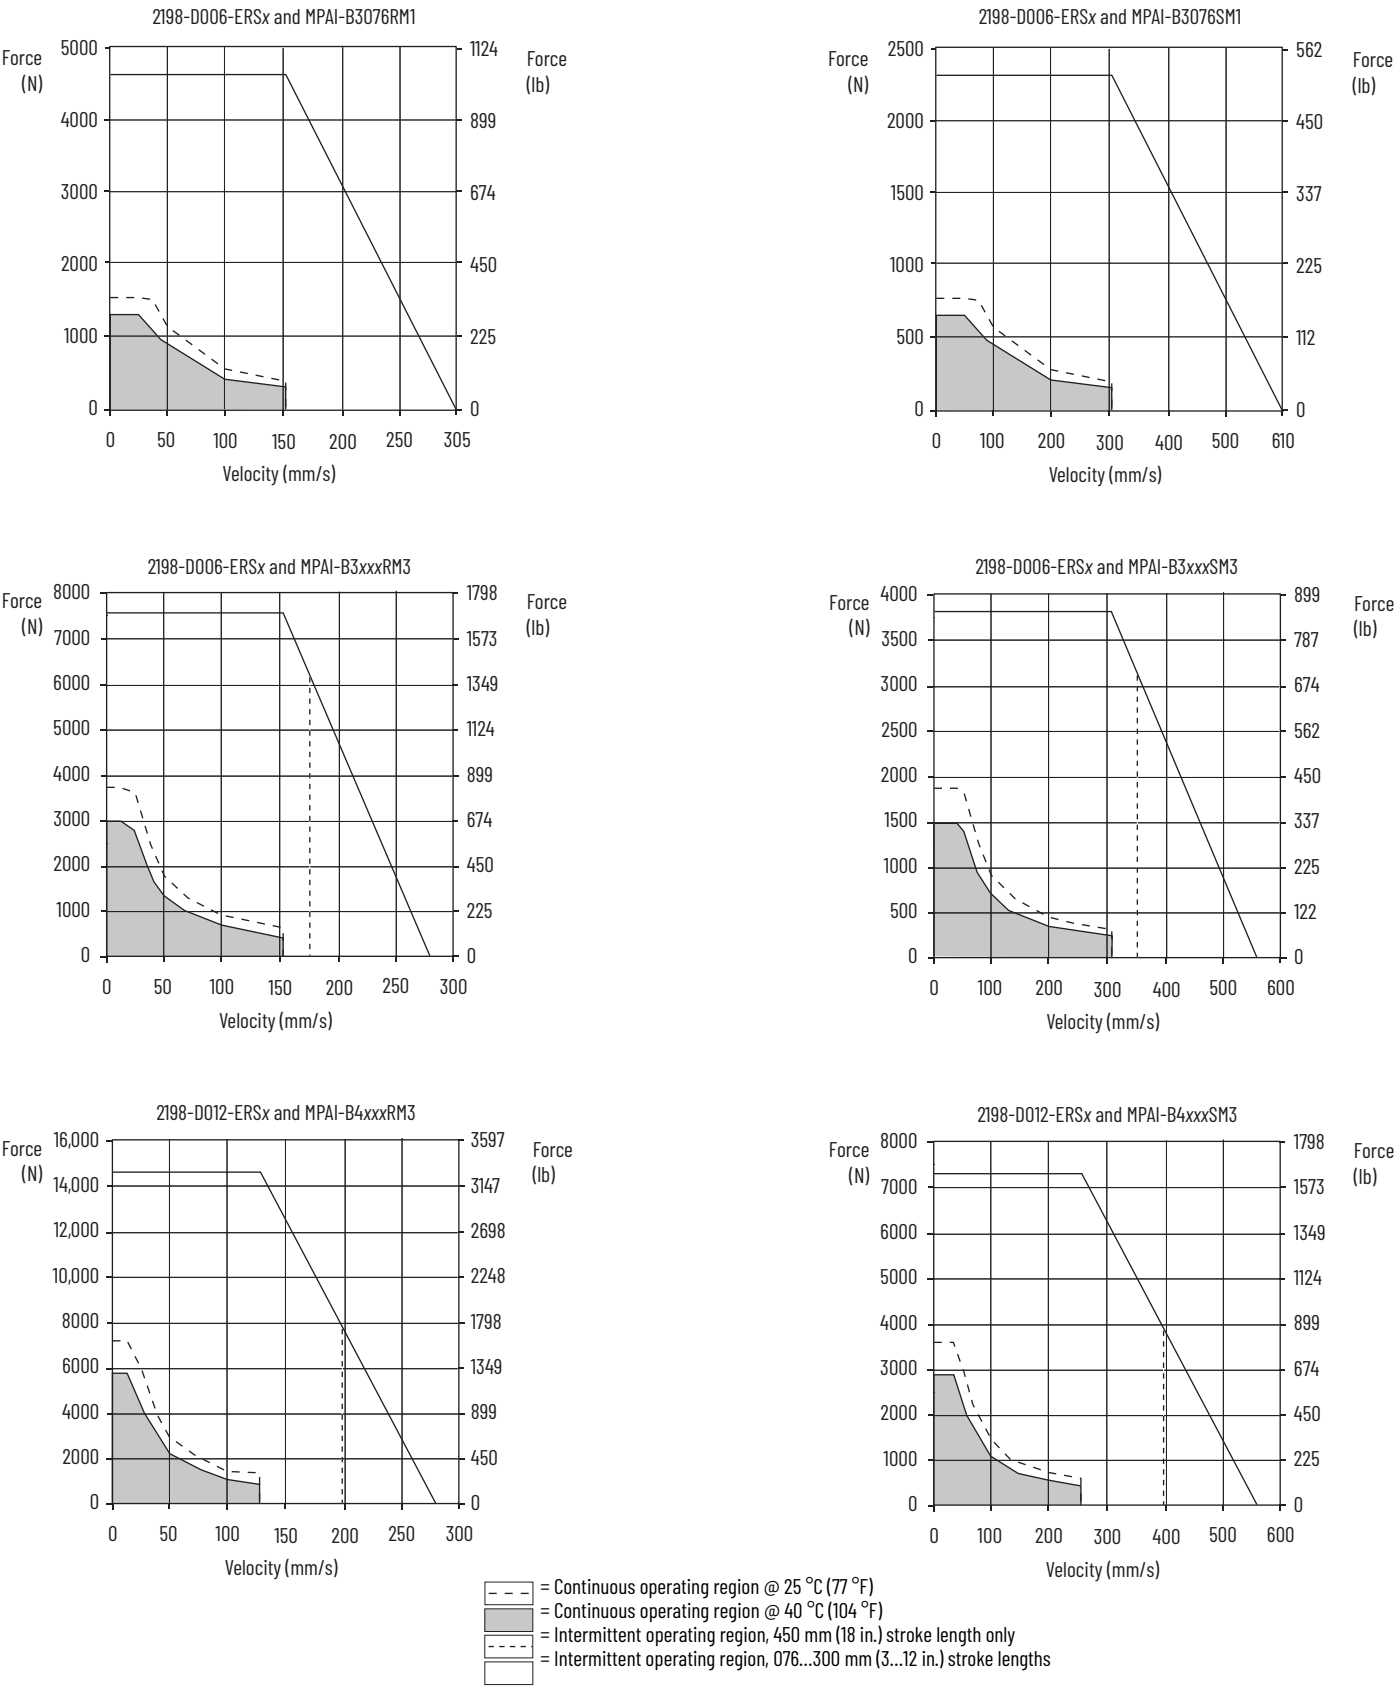 2198-D006-ERSx and MPAI-B3076RM1
Force
(N)
5000
4000
3000
2000
1000
0
1124
899
674
450
225
0
Force
(lb)
0 50 100 150 200 250 305
Velocity (mm/s)
2198-D006-ERSx and MPAI-B3076SM1
Force
(N)
2500
2000
1500
1000
500
0
562
450
337
225
112
0
Force
(lb)
0 100 200 300 400 500 610
Velocity (mm/s)
2198-D006-ERSx and MPAI-B3xxxRM3
Force
(N)
8000
7000
6000
5000
4000
3000
2000
1000
0
1798
1573
1349
1124
899
674
450
225
0
Force
(lb)
0 50 100 150 200 250 300
Velocity (mm/s)
2198-D006-ERSx and MPAI-B3xxxSM3
Force
(N)
4000
3500
3000
2500
2000
1500
1000
500
0
899
787
674
562
450
337
225
122
0
Force
(lb)
0 100 200 300 400 500 600
Velocity (mm/s)
2198-D012-ERSx and MPAI-B4xxxRM3
Force
(N)
16,000
14,000
12,000
10,000
8000
6000
4000
2000
0
3597
3147
2698
2248
1798
1349
899
450
0
Force
(lb)
0 50 100 150 200 250 300
Velocity (mm/s)
2198-D012-ERSx and MPAI-B4xxxSM3
Force
(N)
8000
7000
6000
5000
4000
3000
2000
1000
0
1798
1573
1349
1124
899
674
450
225
0
Force
(lb)
0 100 200 300 400 500 600
Velocity (mm/s)
= Continuous operating region @ 25 °C (77 °F)
= Continuous operating region @ 40 °C (104 °F)
= Intermittent operating region, 450 mm (18 in.) stroke length only
= Intermittent operating region, 076...300 mm (3...12 in.) stroke lengths